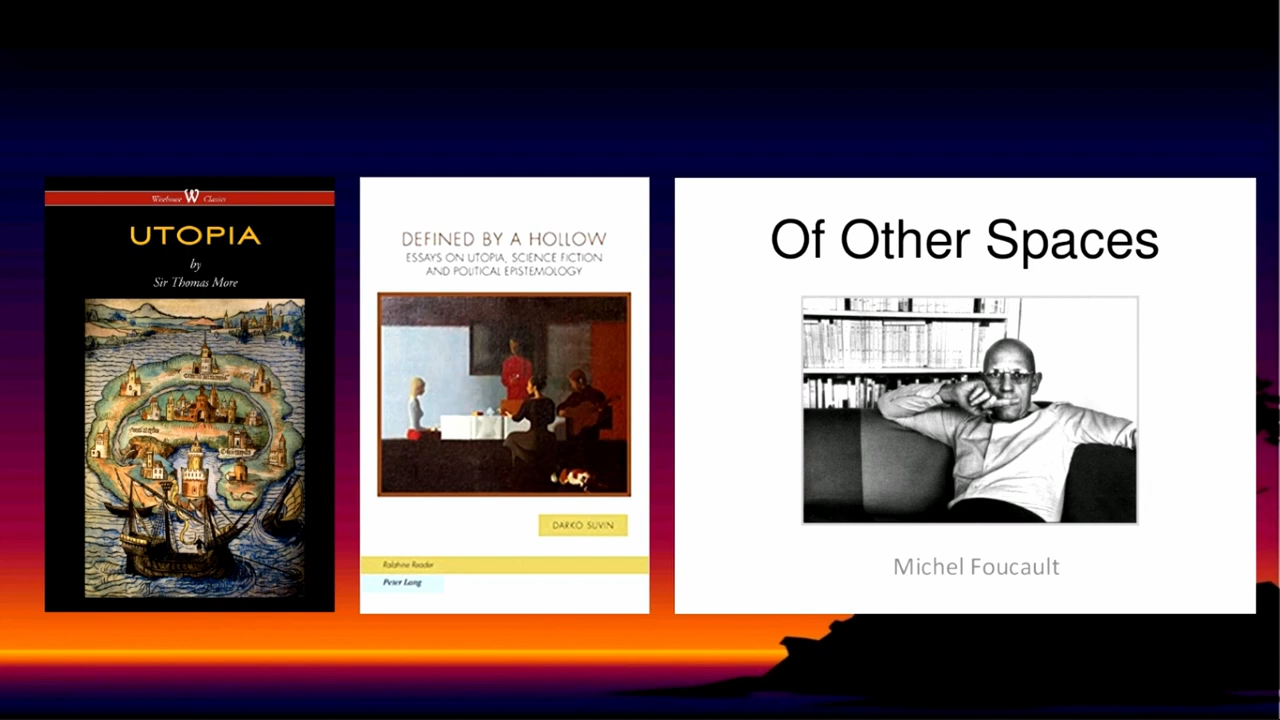 Wisehouse W Classics
UTOPIA
by
Sir Thomas More
DEFINED BY A HOLLOW
ESSAYS ON UTOPIA, SCIENCE FICTION
AND POLITICAL EPISTEMOLOGY
DARKO SUVIN
Ralahine Reader
Peter Lang
Of Other Spaces
Michel Foucault